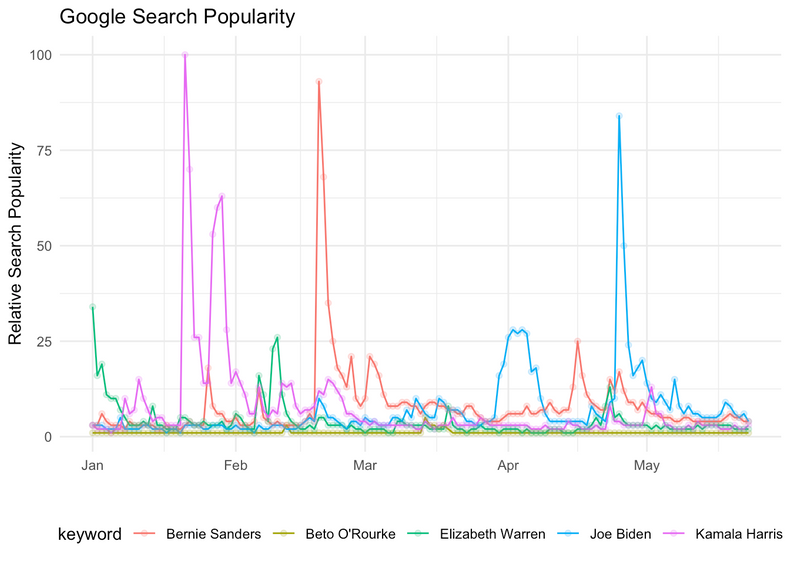 Google Search Popularity
Relative Search Popularity
100
75
50
25
0
Jan Feb Mar Apr May
keyword Bernie Sanders Beto O'Rourke Elizabeth Warren Joe Biden Kamala Harris